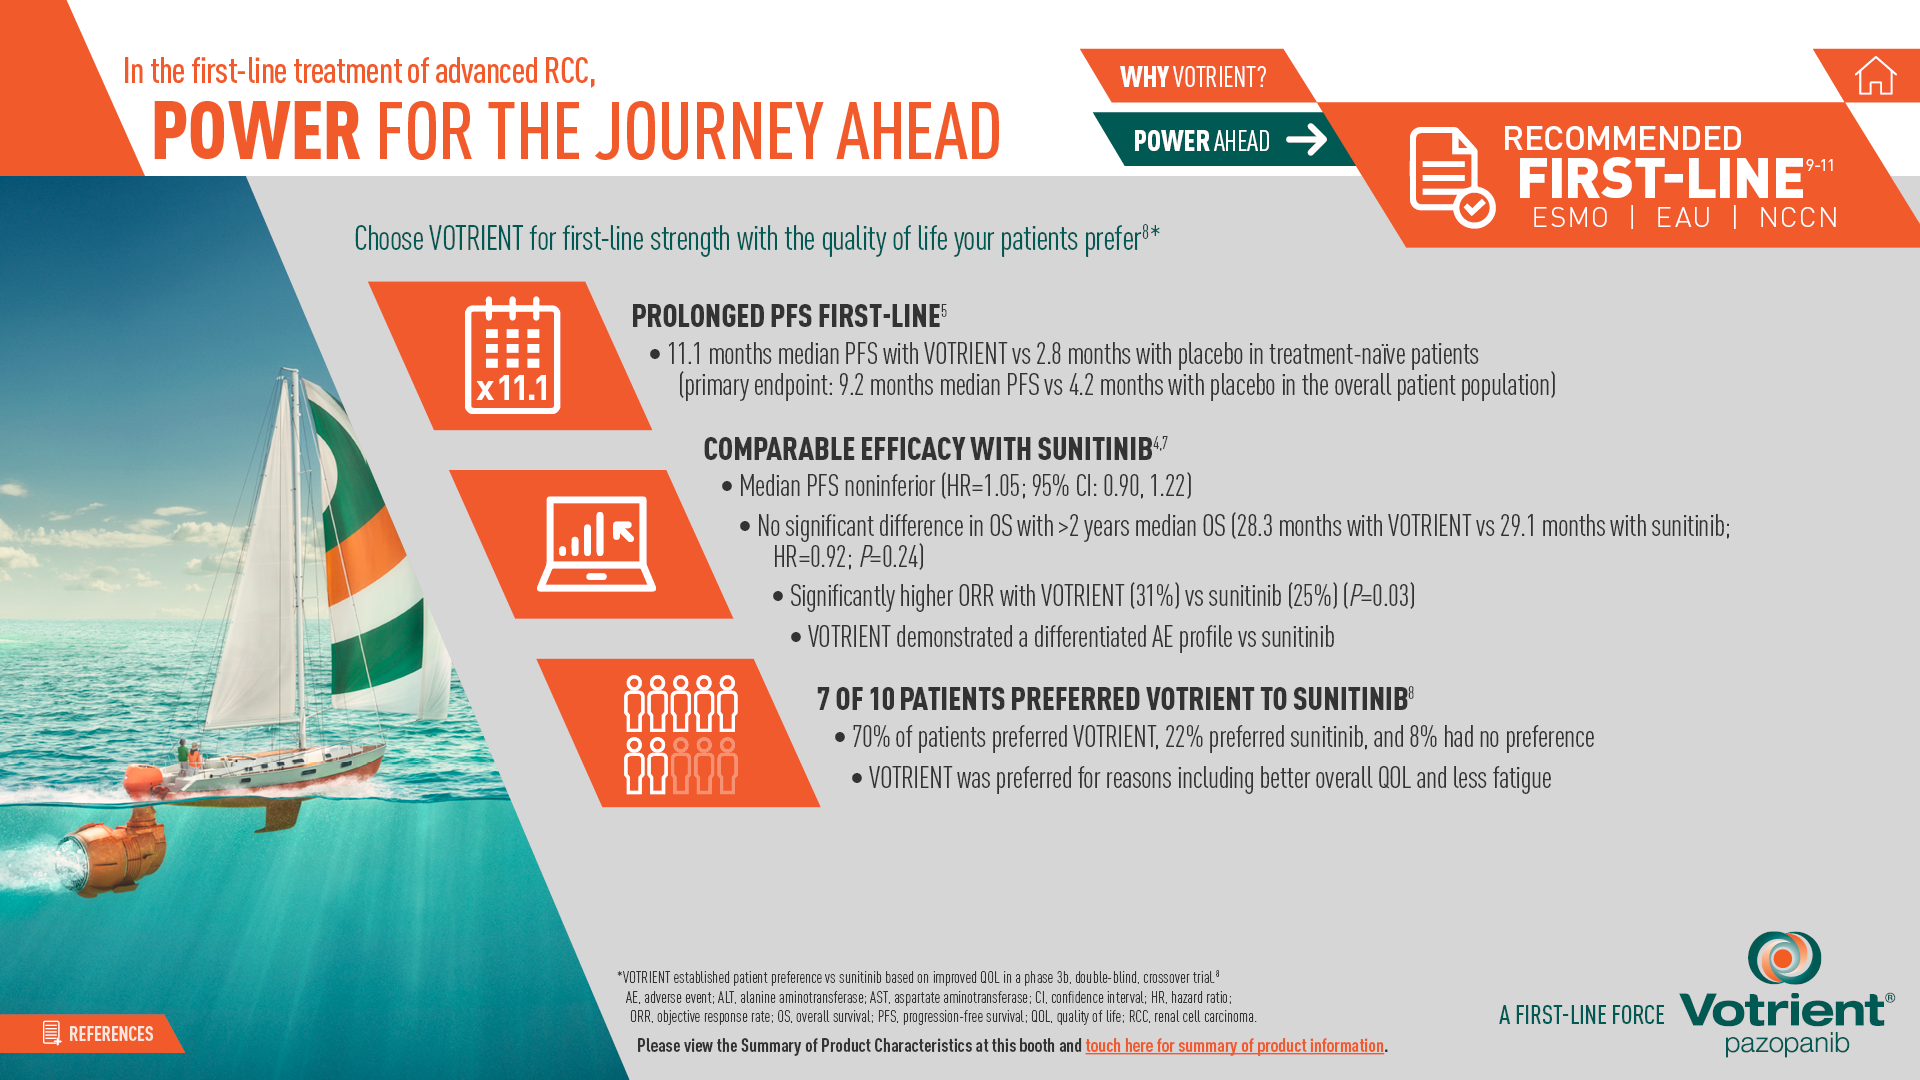 In the first-line treatment of advanced RCC,
POWER FOR THE JOURNEY AHEAD
WHY VOTRIENT?
POWER AHEAD
RECOMMENDED
FIRST-LINE9-11
ESMO | EAU | NCCN
Choose VOTRIENT for first-line strength with the quality of life your patients prefer8*
x 11.1
PROLONGED PFS FIRST-LINE5
• 11.1 months median PFS with VOTRIENT vs 2.8 months with placebo in treatment-naïve patients
(primary endpoint: 9.2 months median PFS vs 4.2 months with placebo in the overall patient population)
COMPARABLE EFFICACY WITH SUNITINIB4,7
• Median PFS noninferior (HR=1.05; 95% CI: 0.90, 1.22)
• No significant difference in OS with >2 years median OS (28.3 months with VOTRIENT vs 29.1 months with sunitinib;
HR=0.92; P=0.24)
• Significantly higher ORR with VOTRIENT (31%) vs sunitinib (25%) (P=0.03)
• VOTRIENT demonstrated a differentiated AE profile vs sunitinib
7 OF 10 PATIENTS PREFERRED VOTRIENT TO SUNITINIB8
• 70% of patients preferred VOTRIENT, 22% preferred sunitinib, and 8% had no preference
• VOTRIENT was preferred for reasons including better overall QOL and less fatigue
*VOTRIENT established patient preference vs sunitinib based on improved QOL in a phase 3b, double-blind, crossover trial.8
AE, adverse event; ALT, alanine aminotransferase; AST, aspartate aminotransferase; CI, confidence interval; HR, hazard ratio;
ORR, objective response rate; OS, overall survival; PFS, progression-free survival; QOL, quality of life; RCC, renal cell carcinoma.
Please view the Summary of Product Characteristics at this booth and touch here for summary of product information.
REFERENCES
A FIRST-LINE FORCE
Votrient®
pazopanib